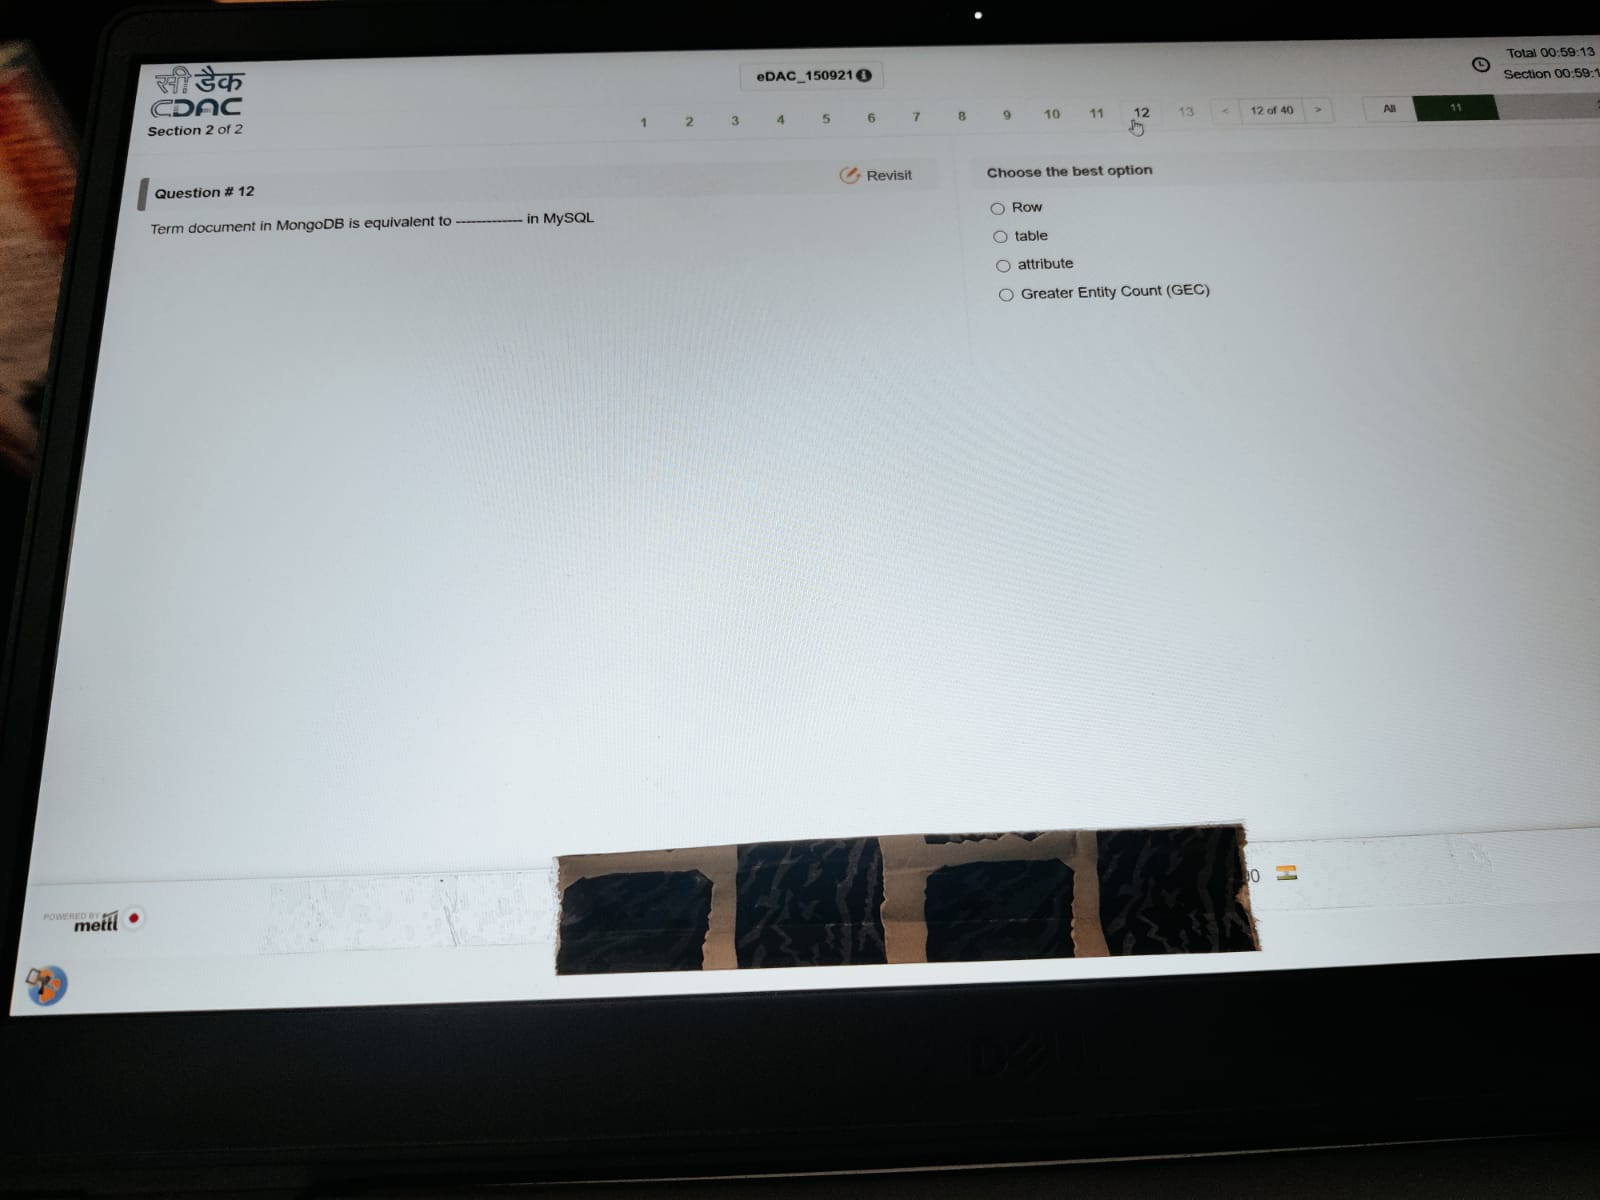 सी डैक
CDAC
Section 2 of 2
eDAC_150921
Total 00:59:13
Section 00:59:1
1 2 3 4 5 6 7 8 9 10 11 12 13 < 12 of 40 > All 11
Question # 12
Revisit
Term document in MongoDB is equivalent to ------------- in MySQL
Choose the best option
Row
table
attribute
Greater Entity Count (GEC)
POWERED BY
mettl
DELL